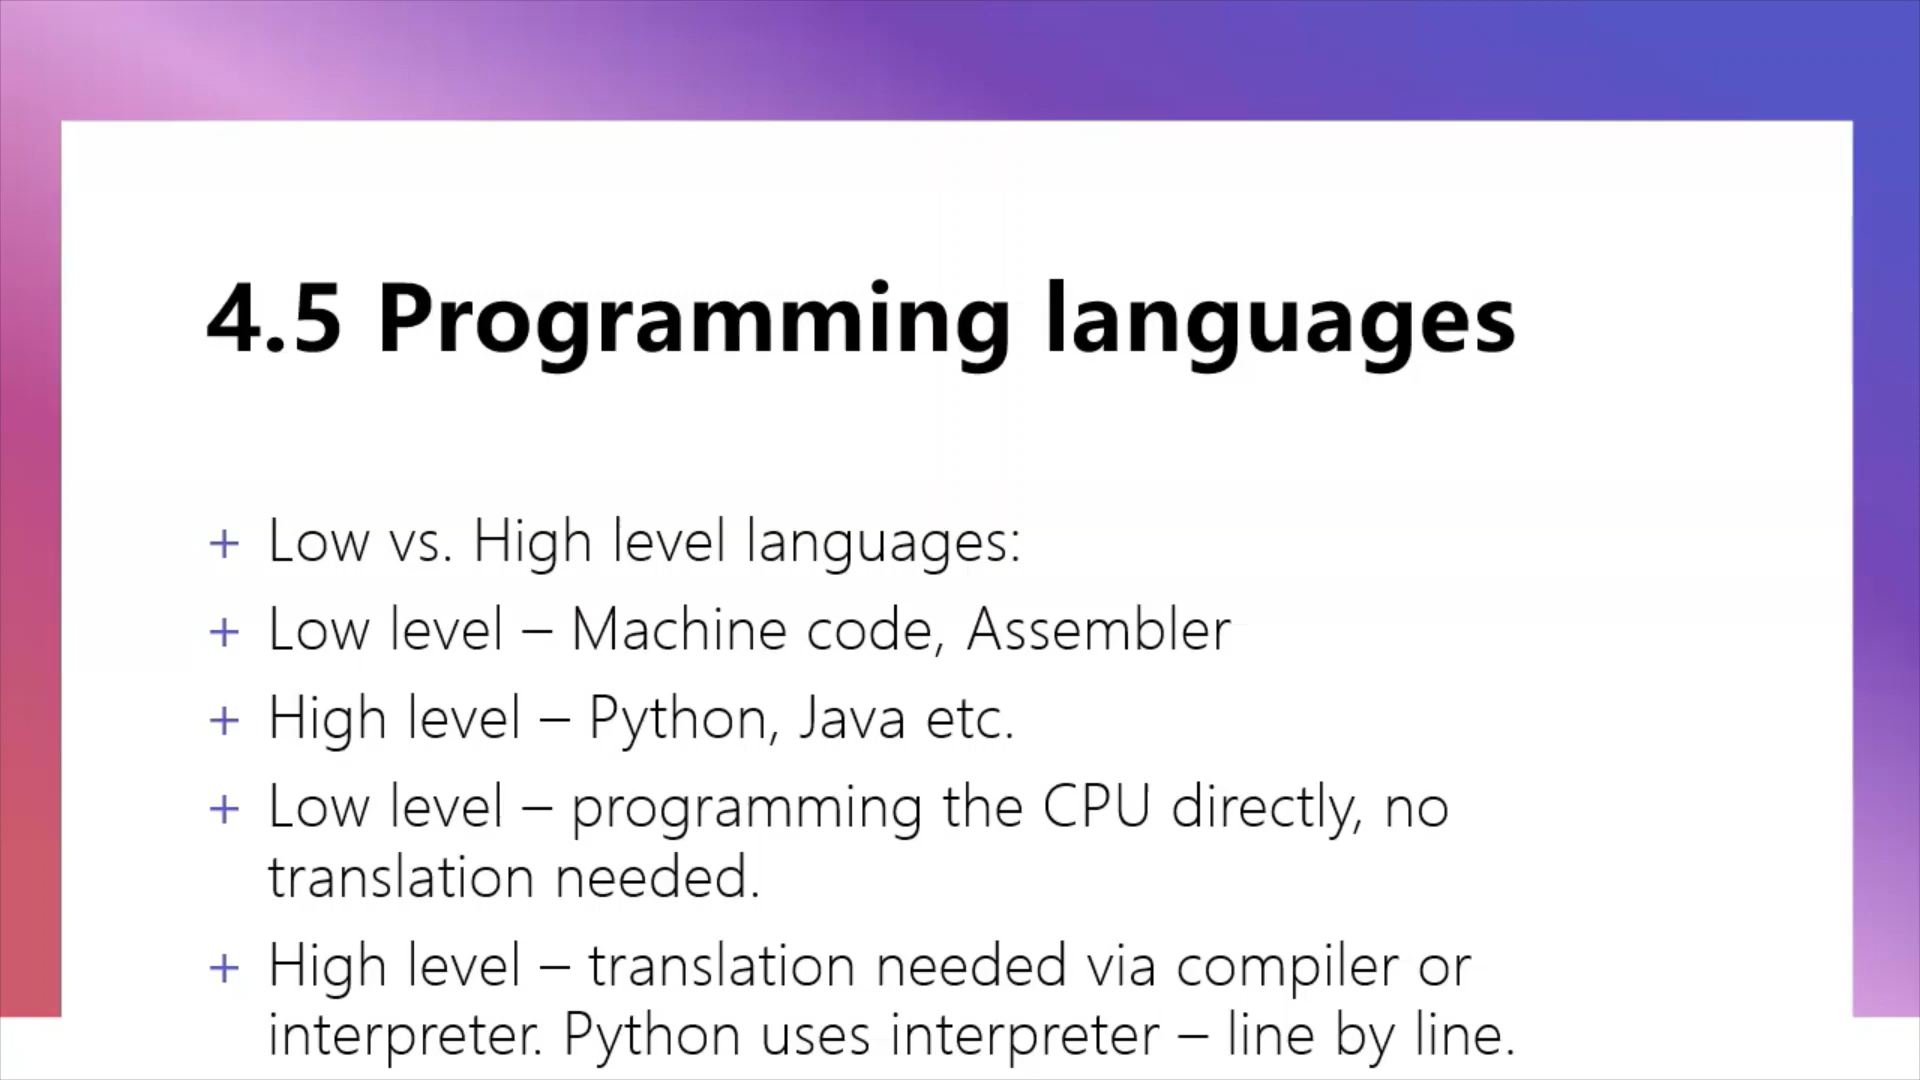 4.5 Programming languages
+ Low vs. High level languages:
+ Low level – Machine code, Assembler
+ High level – Python, Java etc.
+ Low level – programming the CPU directly, no
translation needed.
+ High level – translation needed via compiler or
interpreter. Python uses interpreter – line by line.